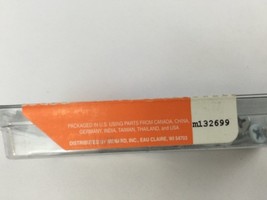 PACKAGED IN U.S. USING PARTS FROM CANADA, CHINA,
GERMANY, INDIA, TAIWAN, THAILAND, and USA
DISTRIBUTED BY MENARD, INC., EAU CLAIRE, WI 54703
m132699